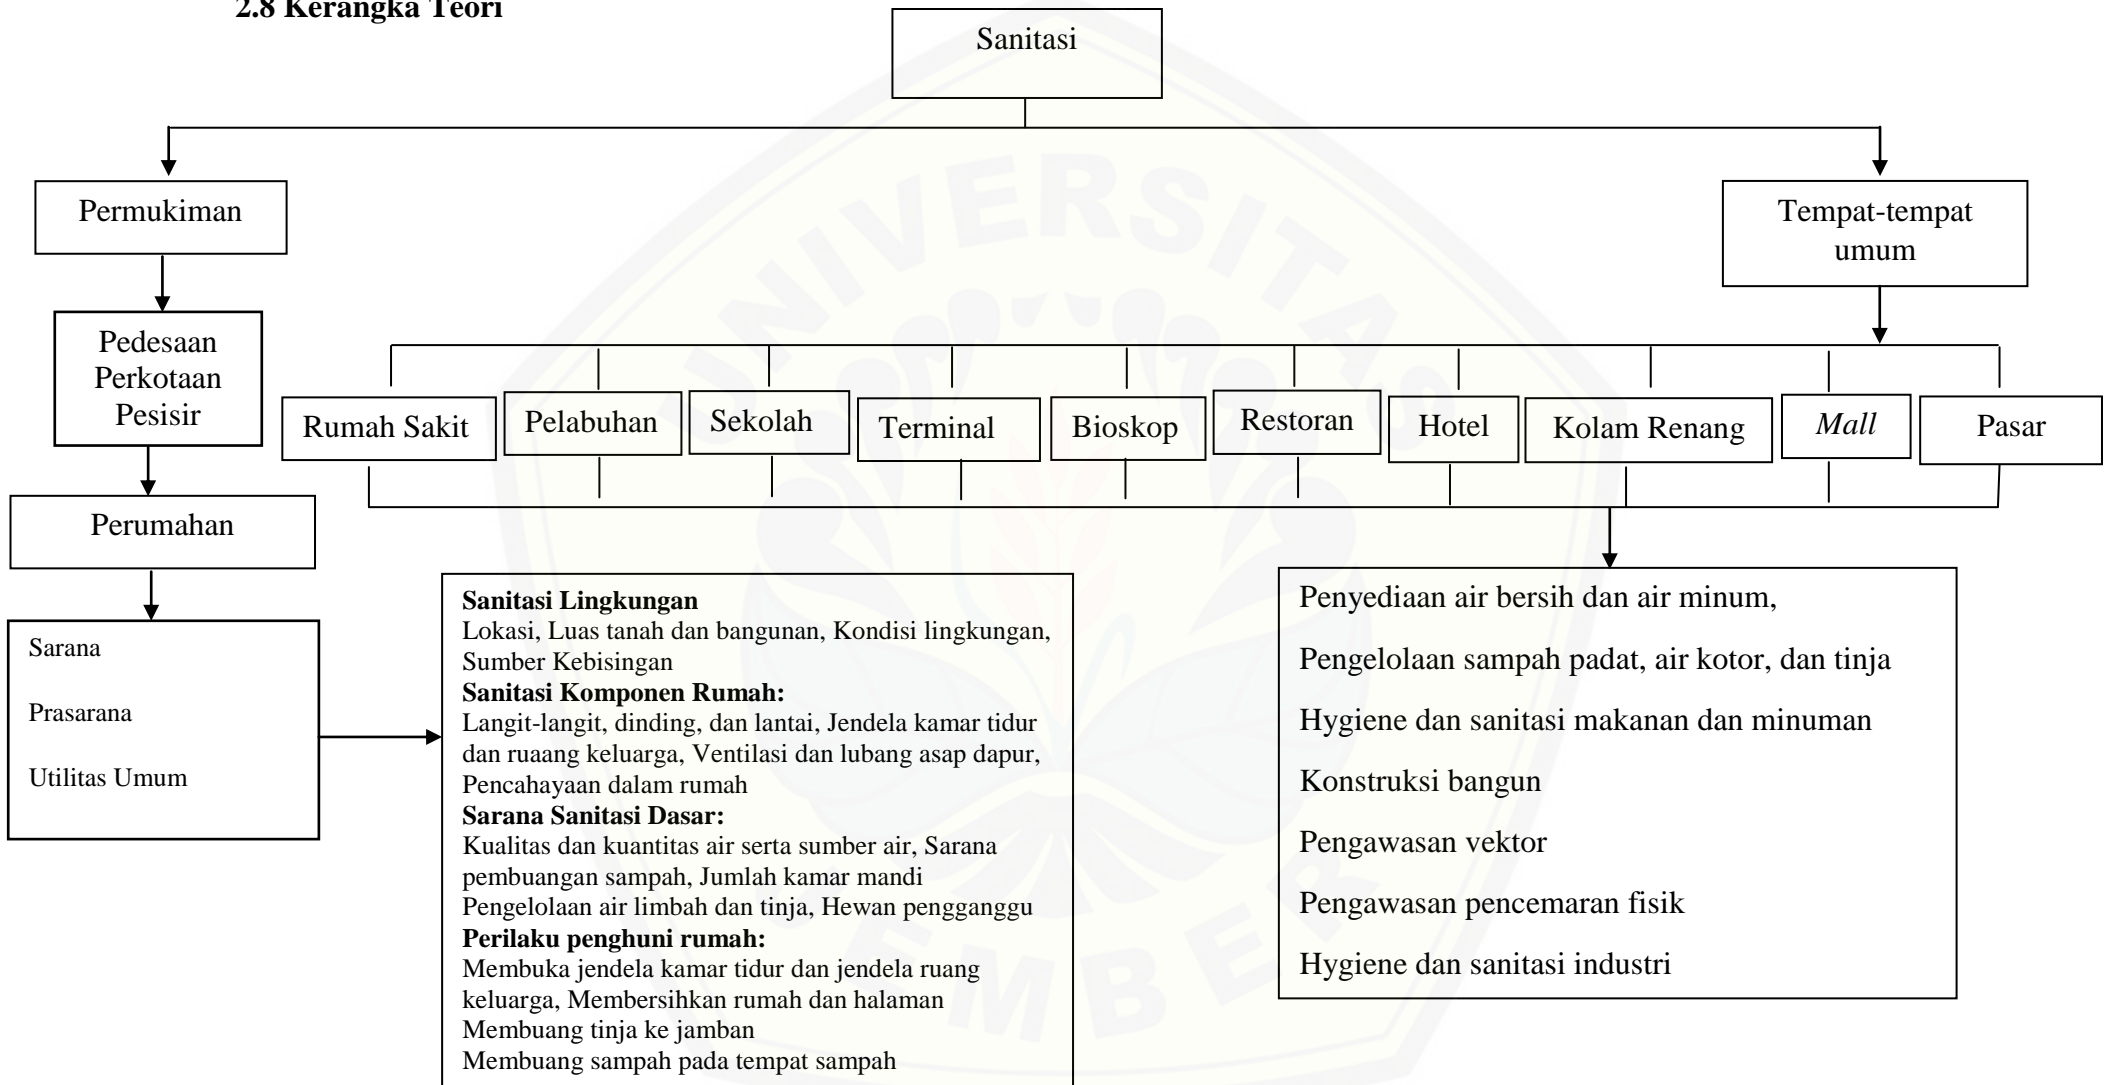 2.8 Kerangka Teori
Sanitasi
Permukiman
Tempat-tempat
umum
Pedesaan
Perkotaan
Pesisir
Rumah Sakit
Pelabuhan
Sekolah
Terminal
Bioskop
Restoran
Hotel
Kolam Renang
Mall
Pasar
Perumahan
Sarana
Prasarana
Utilitas Umum
Sanitasi Lingkungan
Lokasi, Luas tanah dan bangunan, Kondisi lingkungan,
Sumber Kebisingan
Sanitasi Komponen Rumah:
Langit-langit, dinding, dan lantai, Jendela kamar tidur
dan ruaang keluarga, Ventilasi dan lubang asap dapur,
Pencahayaan dalam rumah
Sarana Sanitasi Dasar:
Kualitas dan kuantitas air serta sumber air, Sarana
pembuangan sampah, Jumlah kamar mandi
Pengelolaan air limbah dan tinja, Hewan pengganggu
Perilaku penghuni rumah:
Membuka jendela kamar tidur dan jendela ruang
keluarga, Membersihkan rumah dan halaman
Membuang tinja ke jamban
Membuang sampah pada tempat sampah
Penyediaan air bersih dan air minum,
Pengelolaan sampah padat, air kotor, dan tinja
Hygiene dan sanitasi makanan dan minuman
Konstruksi bangun
Pengawasan vektor
Pengawasan pencemaran fisik
Hygiene dan sanitasi industri
UNIVERSITAS
JEMBER